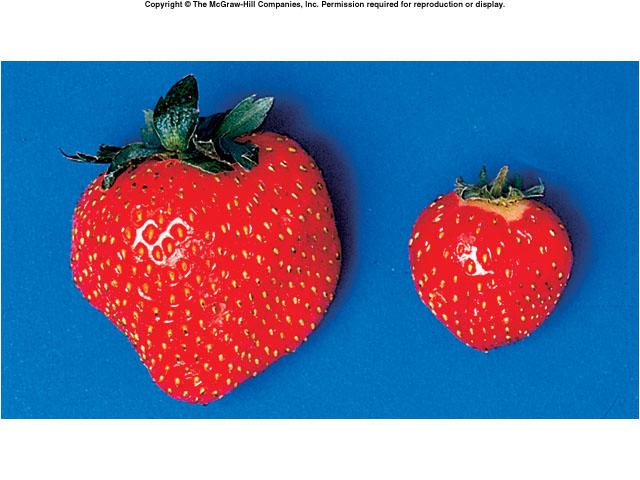 Copyright © The McGraw-Hill Companies, Inc. Permission required for reproduction or display.